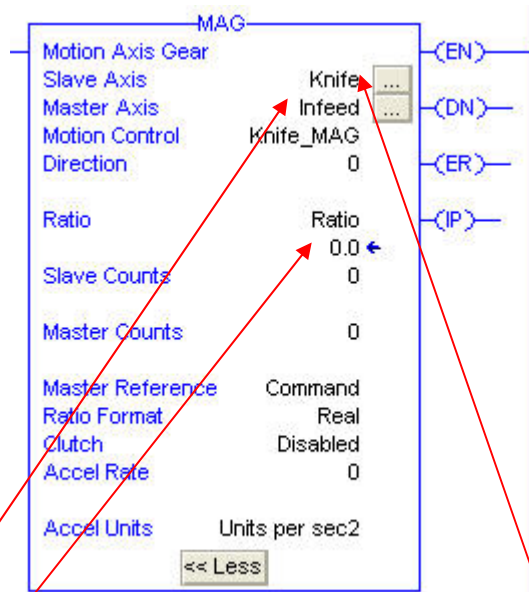 MAG
Motion Axis Gear (EN)
Slave Axis Knife ...
Master Axis Infeed ... (DN)
Motion Control Knife_MAG
Direction 0 (ER)
Ratio Ratio (IP)
0.0
Slave Counts 0
Master Counts 0
Master Reference Command
Ratio Format Real
Clutch Disabled
Accel Rate 0
Accel Units Units per sec2
<< Less